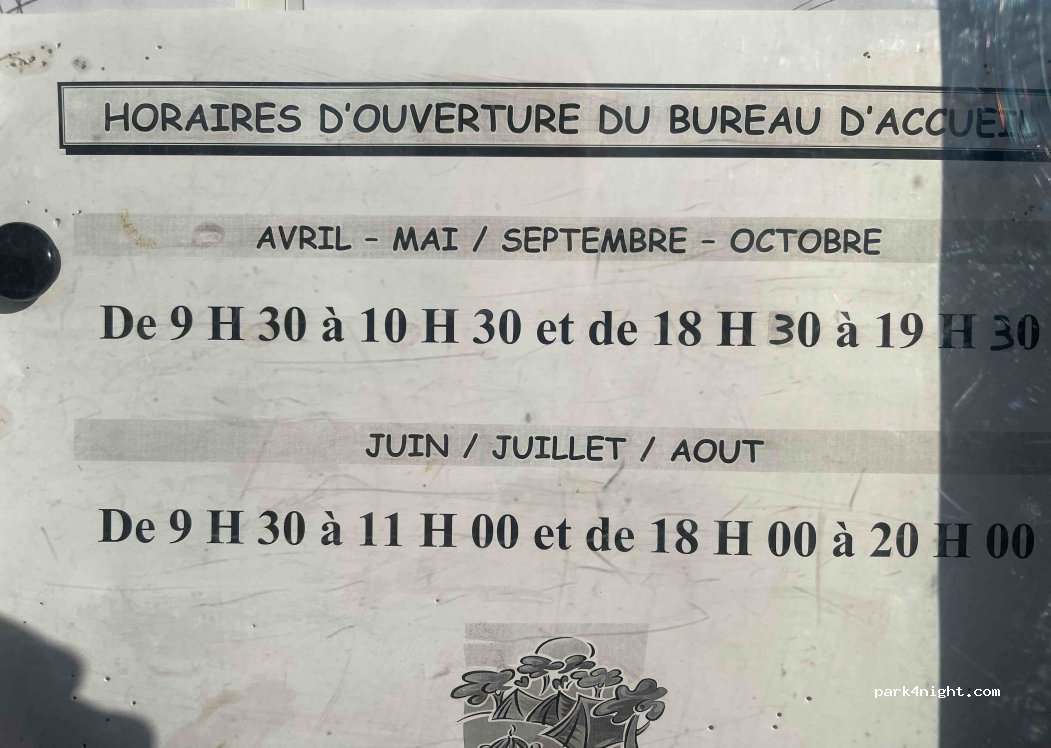 HORAIRES D'OUVERTURE DU BUREAU D'ACCUEIL
AVRIL - MAI / SEPTEMBRE - OCTOBRE
De 9 H 30 à 10 H 30 et de 18 H 30 à 19 H 30
JUIN / JUILLET / AOUT
De 9 H 30 à 11 H 00 et de 18 H 00 à 20 H 00
park4night.com